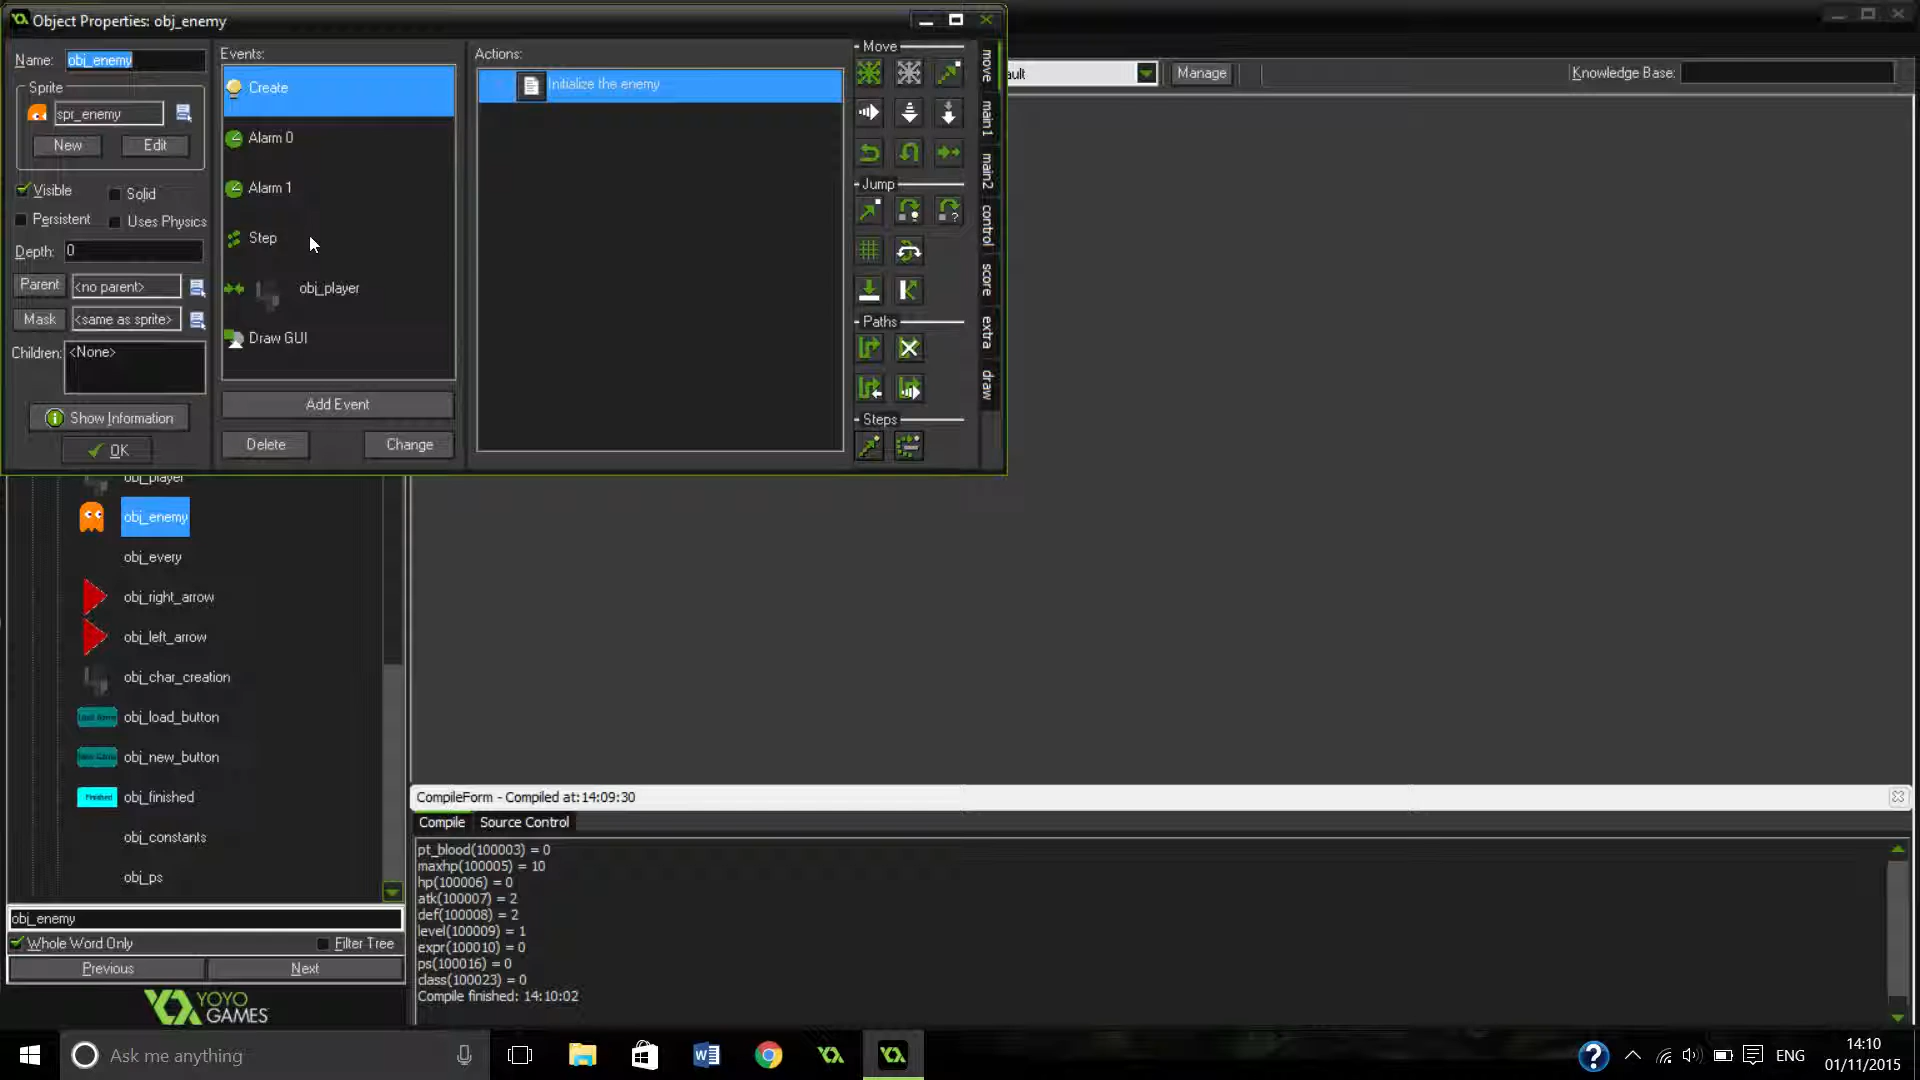 Object Properties: obj_enemy
Name: obj_enemy
Sprite
spr_enemy
New Edit
Visible Solid
Persistent Uses Physics
Depth: 0
Parent <no parent>
Mask <same as sprite>
Children: <None>
Show Information
OK
Events:
Create
Alarm 0
Alarm 1
Step
obj_player
Draw GUI
Add Event
Delete Change
Actions:
Initialize the enemy
Move
Jump
Paths
Steps
move
main1
main2
control
score
extra
draw
ault
Manage
Knowledge Base:
obj_player
obj_enemy
obj_every
obj_right_arrow
obj_left_arrow
obj_char_creation
obj_load_button
obj_new_button
Finished obj_finished
obj_constants
obj_ps
obj_enemy
Whole Word Only Filter Tree
Previous Next
YOYO
GAMES
CompileForm - Compiled at:14:09:30
Compile Source Control
pt_blood(100003) = 0
maxhp(100005) = 10
hp(100006) = 0
atk(100007) = 2
def(100008) = 2
level(100009) = 1
expr(100010) = 0
ps(100016) = 0
class(100023) = 0
Compile finished: 14:10:02
Ask me anything
ENG
14:10
01/11/2015